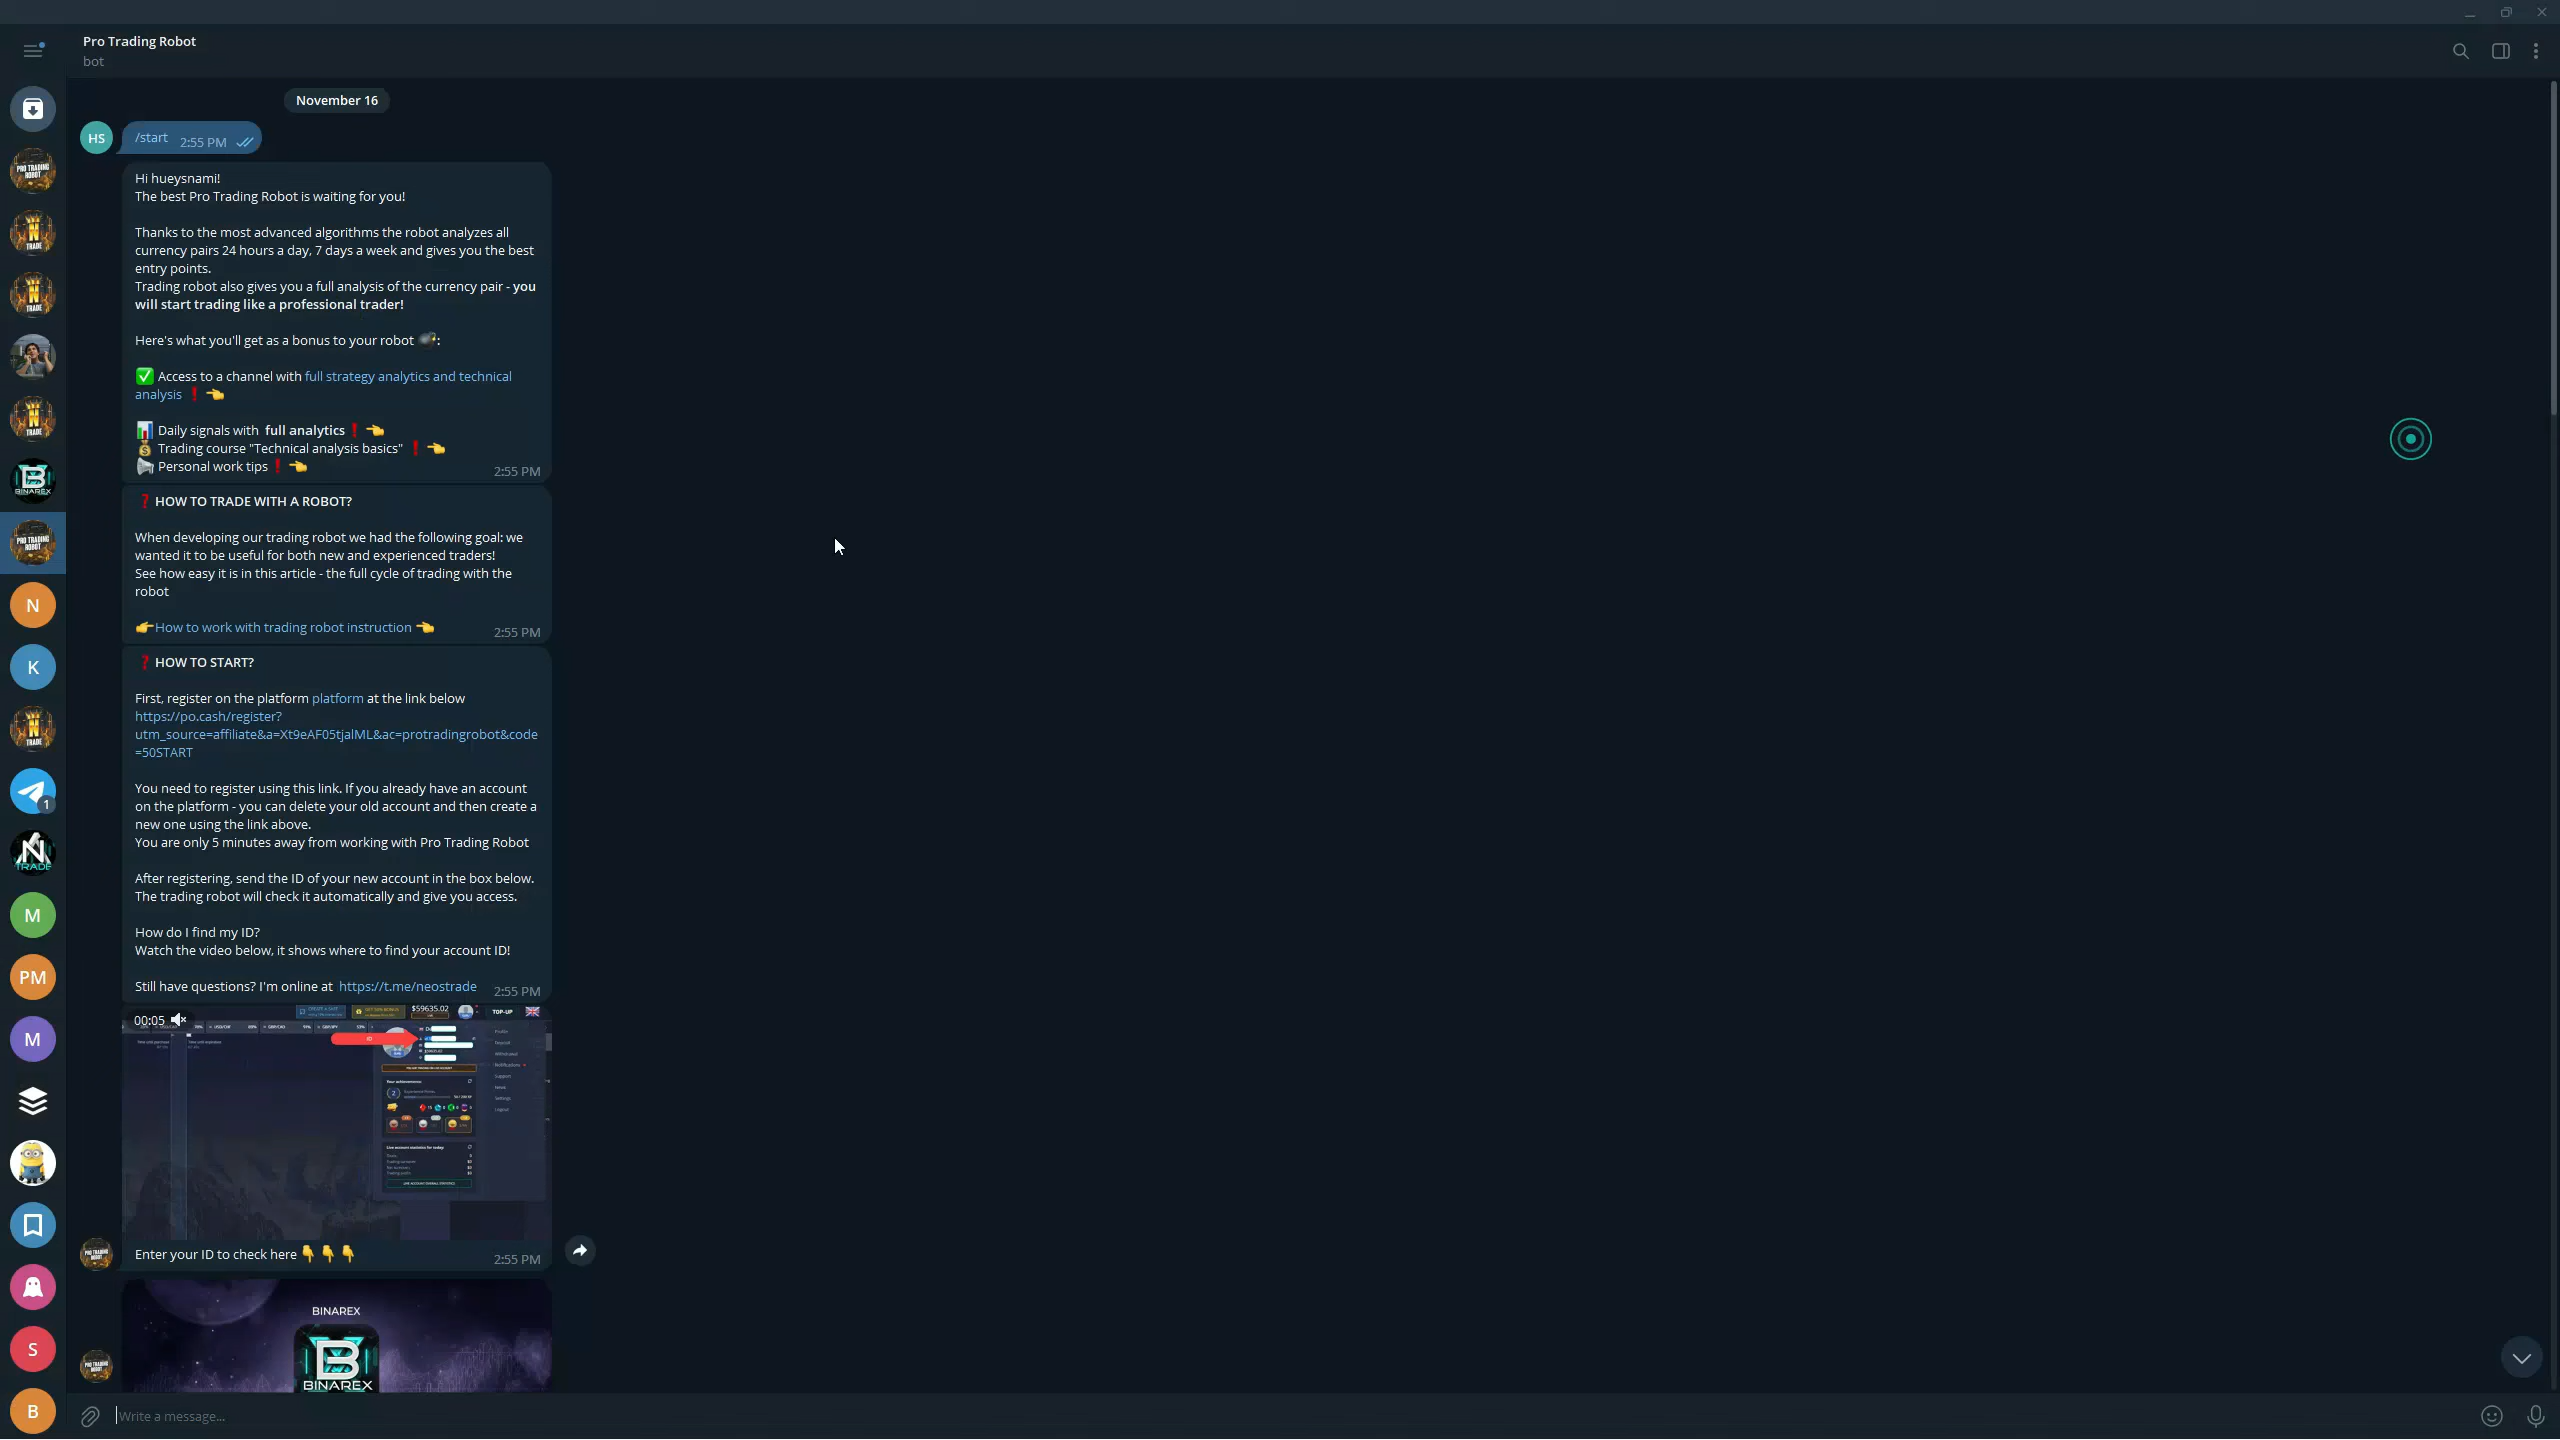 Pro Trading Robot
bot
November 16
HS
/start 2:55 PM
Hi hueysnami!
The best Pro Trading Robot is waiting for you!
Thanks to the most advanced algorithms the robot analyzes all
currency pairs 24 hours a day, 7 days a week and gives you the best
entry points.
Trading robot also gives you a full analysis of the currency pair - you
will start trading like a professional trader!
Here's what you'll get as a bonus to your robot 💣:
✅ Access to a channel with full strategy analytics and technical
analysis ❗ 👈
📊 Daily signals with full analytics ❗ 👈
💰 Trading course "Technical analysis basics" ❗ 👈
📢 Personal work tips ❗ 👈
2:55 PM
❓ HOW TO TRADE WITH A ROBOT?
When developing our trading robot we had the following goal: we
wanted it to be useful for both new and experienced traders!
See how easy it is in this article - the full cycle of trading with the
robot
👉How to work with trading robot instruction 👈
2:55 PM
❓ HOW TO START?
First, register on the platform platform at the link below
https://po.cash/register?
utm_source=affiliate&a=Xt9eAF05tjalML&ac=protradingrobot&code
=50START
You need to register using this link. If you already have an account
on the platform - you can delete your old account and then create a
new one using the link above.
You are only 5 minutes away from working with Pro Trading Robot
After registering, send the ID of your new account in the box below.
The trading robot will check it automatically and give you access.
How do I find my ID?
Watch the video below, it shows where to find your account ID!
Still have questions? I'm online at https://t.me/neostrade
2:55 PM
00:05
$59635.02
TOP-UP
Enter your ID to check here 👇 👇 👇
2:55 PM
BINAREX
BINAREX
Write a message...
PRO TRADING
ROBOT
N
TRADE
N
TRADE
N
TRADE
BINAREX
PRO TRADING
ROBOT
N
K
N
TRADE
1
N
TRADE
M
PM
M
S
B